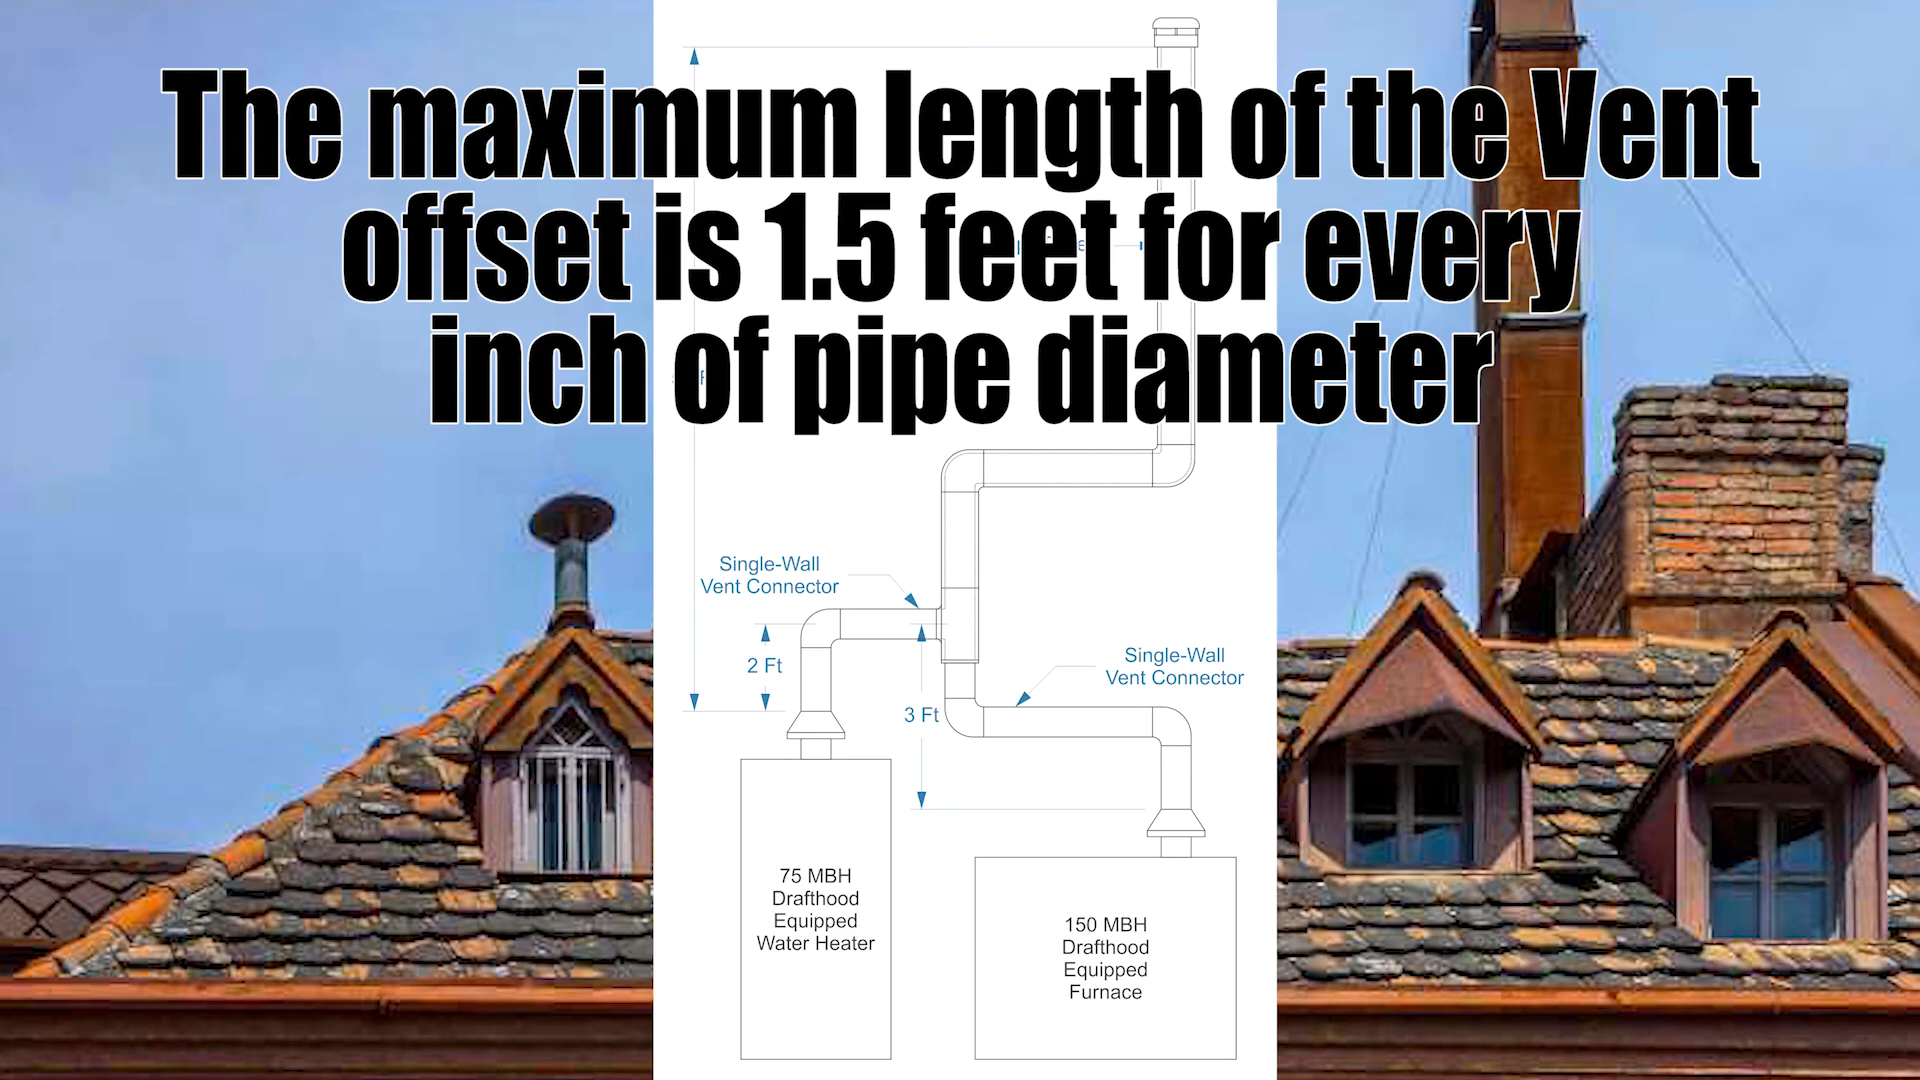 The maximum length of the Vent
offset is 1.5 feet for every
inch of pipe diameter
Single-Wall
Vent Connector
2 Ft
Single-Wall
Vent Connector
3 Ft
75 MBH
Drafthood
Equipped
Water Heater
150 MBH
Drafthood
Equipped
Furnace